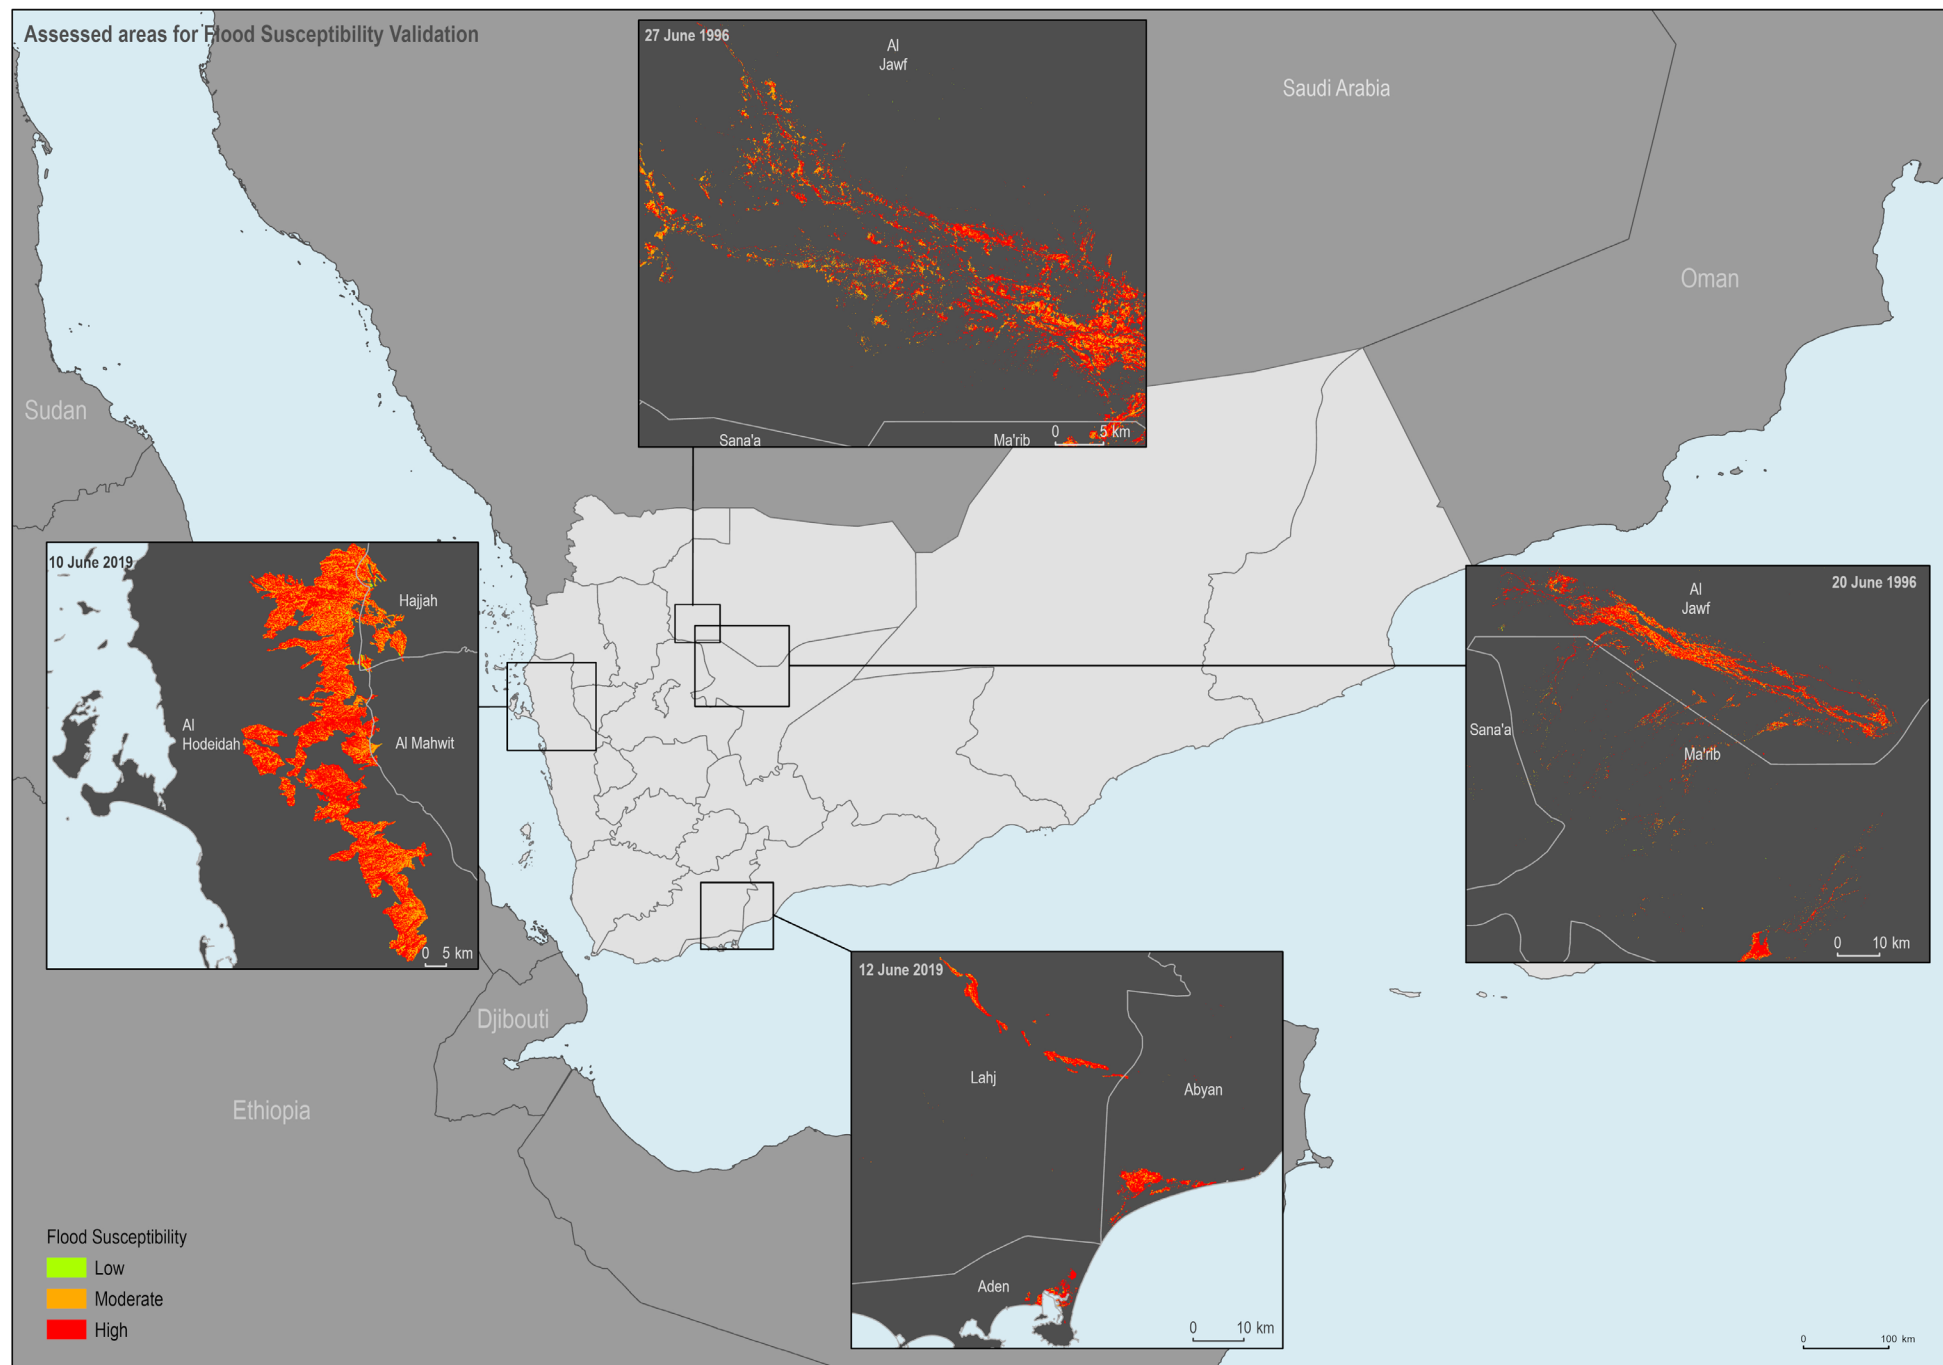 Assessed areas for Flood Susceptibility Validation
27 June 1996
Al
Jawf
Sana'a
Ma'rib
0 5 km
Saudi Arabia
Oman
Sudan
10 June 2019
Hajjah
Al
Hodeidah
Al Mahwit
0 5 km
20 June 1996
Al
Jawf
Sana'a
Ma'rib
0 10 km
12 June 2019
Lahj
Abyan
Aden
0 10 km
Djibouti
Ethiopia
Flood Susceptibility
Low
Moderate
High
0 100 km